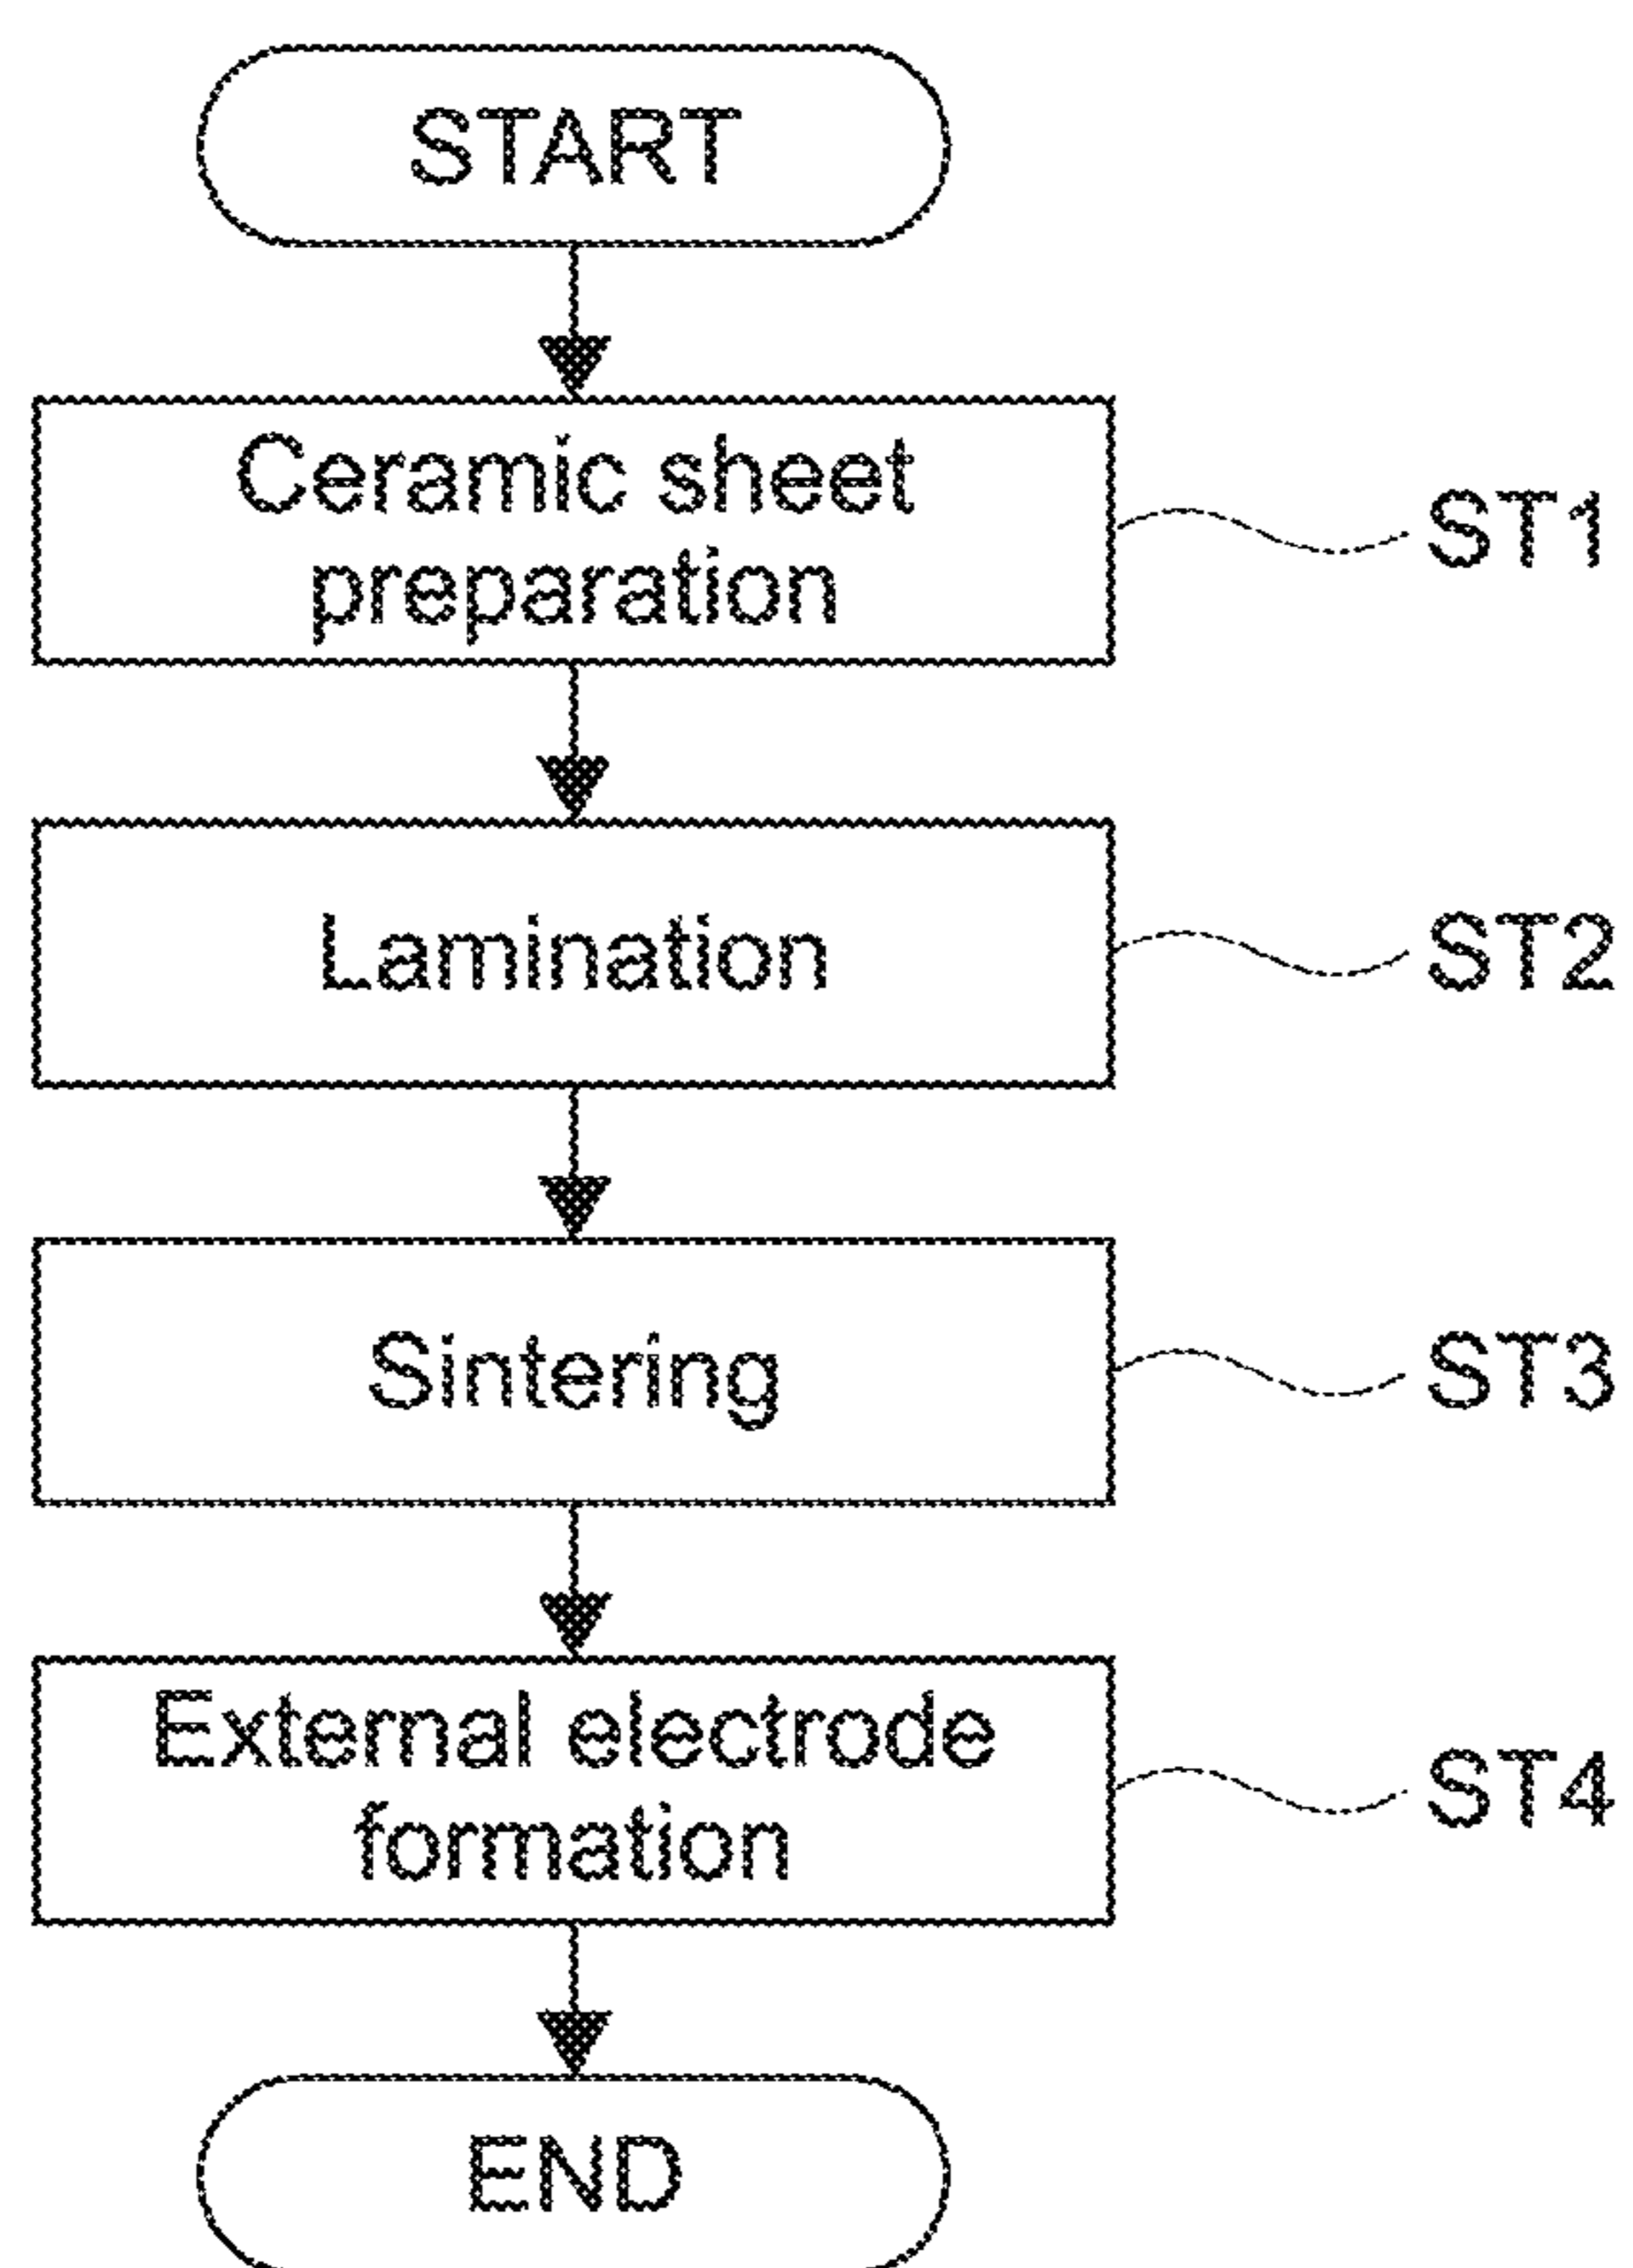 START
Ceramic sheet
preparation
ST1
Lamination
ST2
Sintering
ST3
External electrode
formation
ST4
END